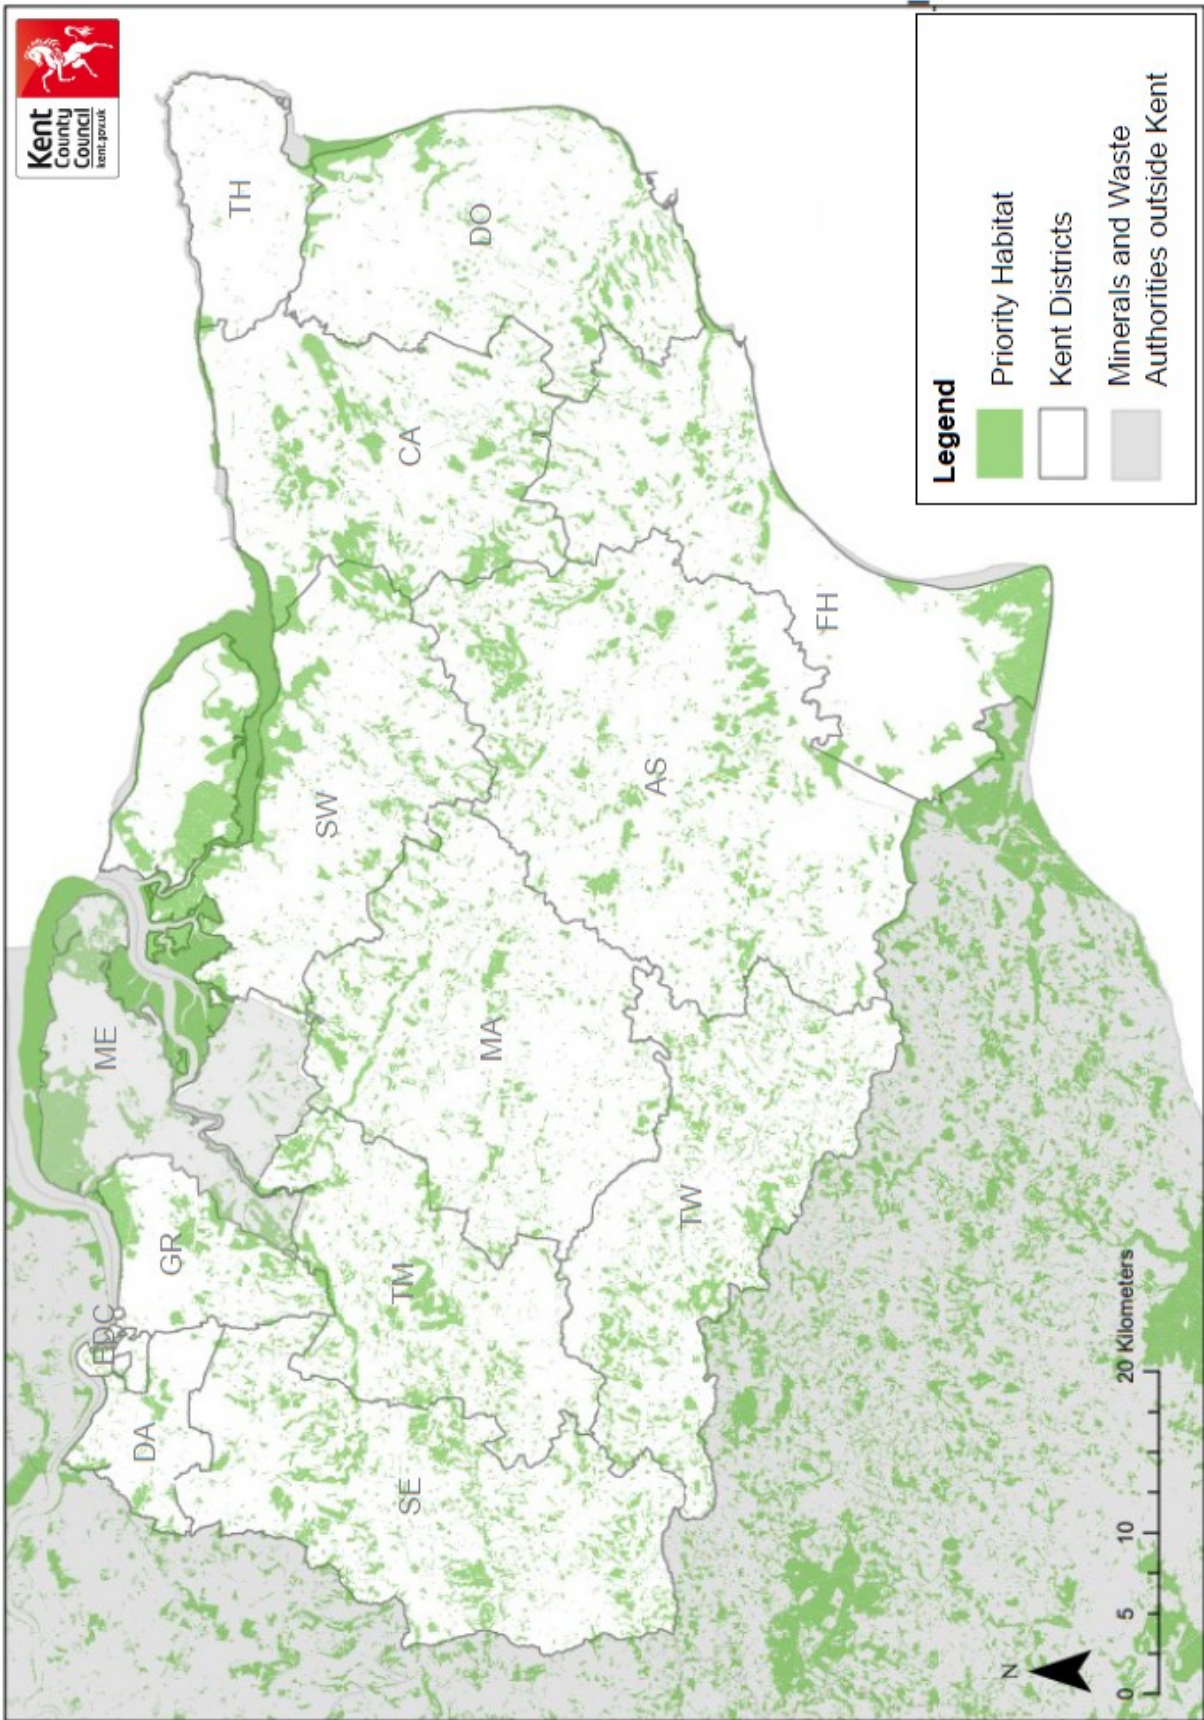 Kent
County
Council
kent.gov.uk
TH
DO
CA
ME
SW
FH
AS
GR
MA
EDC
TM
TW
DA
SE
Legend
Priority Habitat
Kent Districts
Minerals and Waste
Authorities outside Kent
N
0 5 10 20 Kilometers